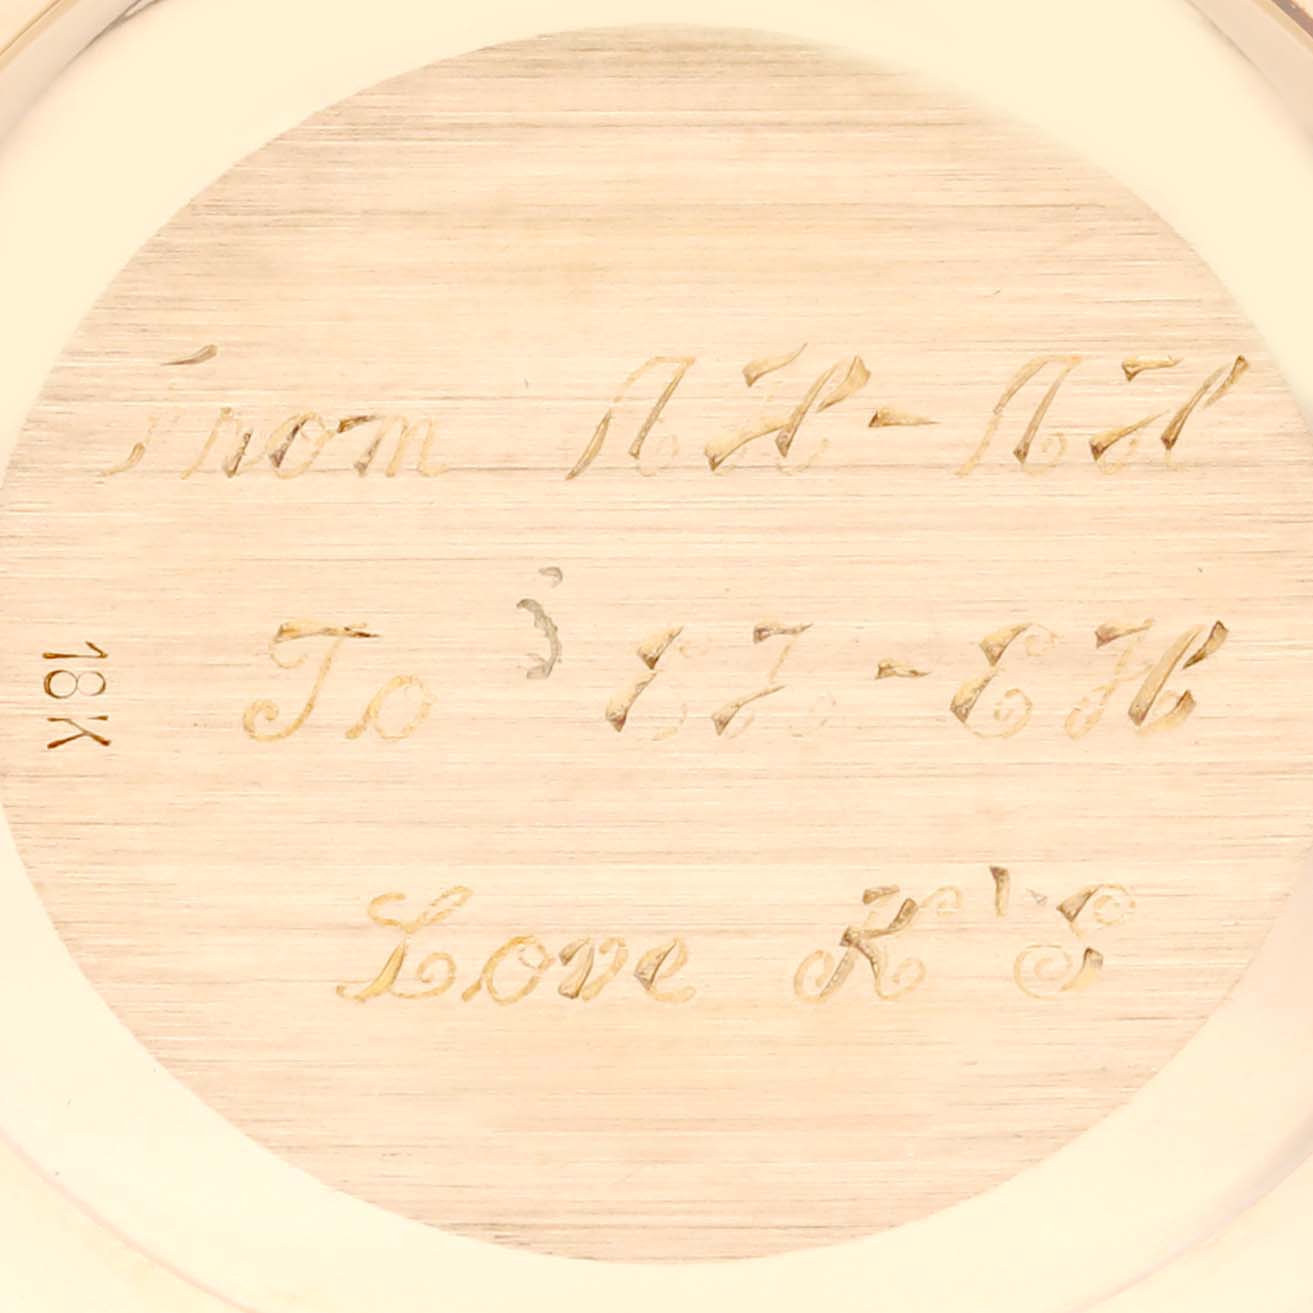 From AH - AH
To EH - EH
Love K'S
18K